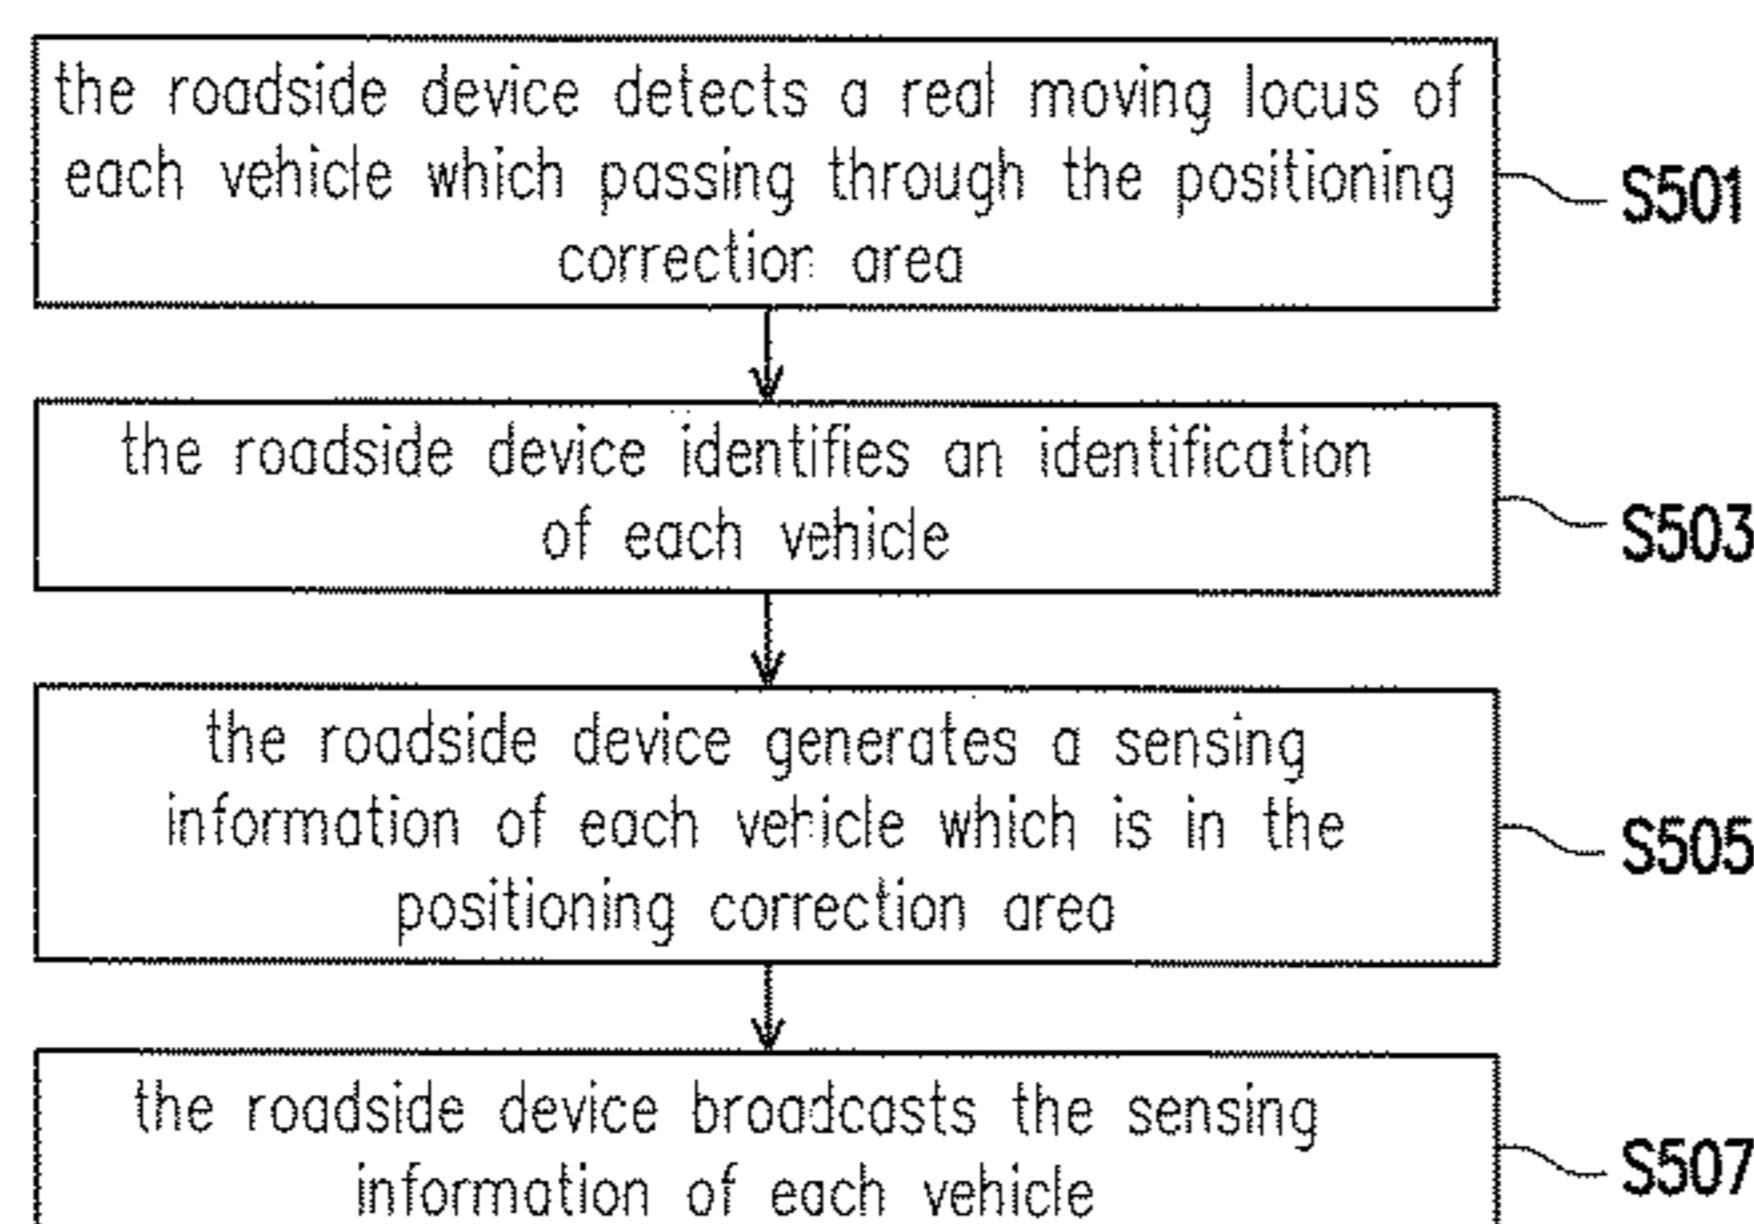 the roadside device detects a real moving locus of
each vehicle which passing through the positioning
correction area
S501
the roadside device identifies an identification
of each vehicle
S503
the roadside device generates a sensing
information of each vehicle which is in the
positioning correction area
S505
the roadside device broadcasts the sensing
information of each vehicle
S507